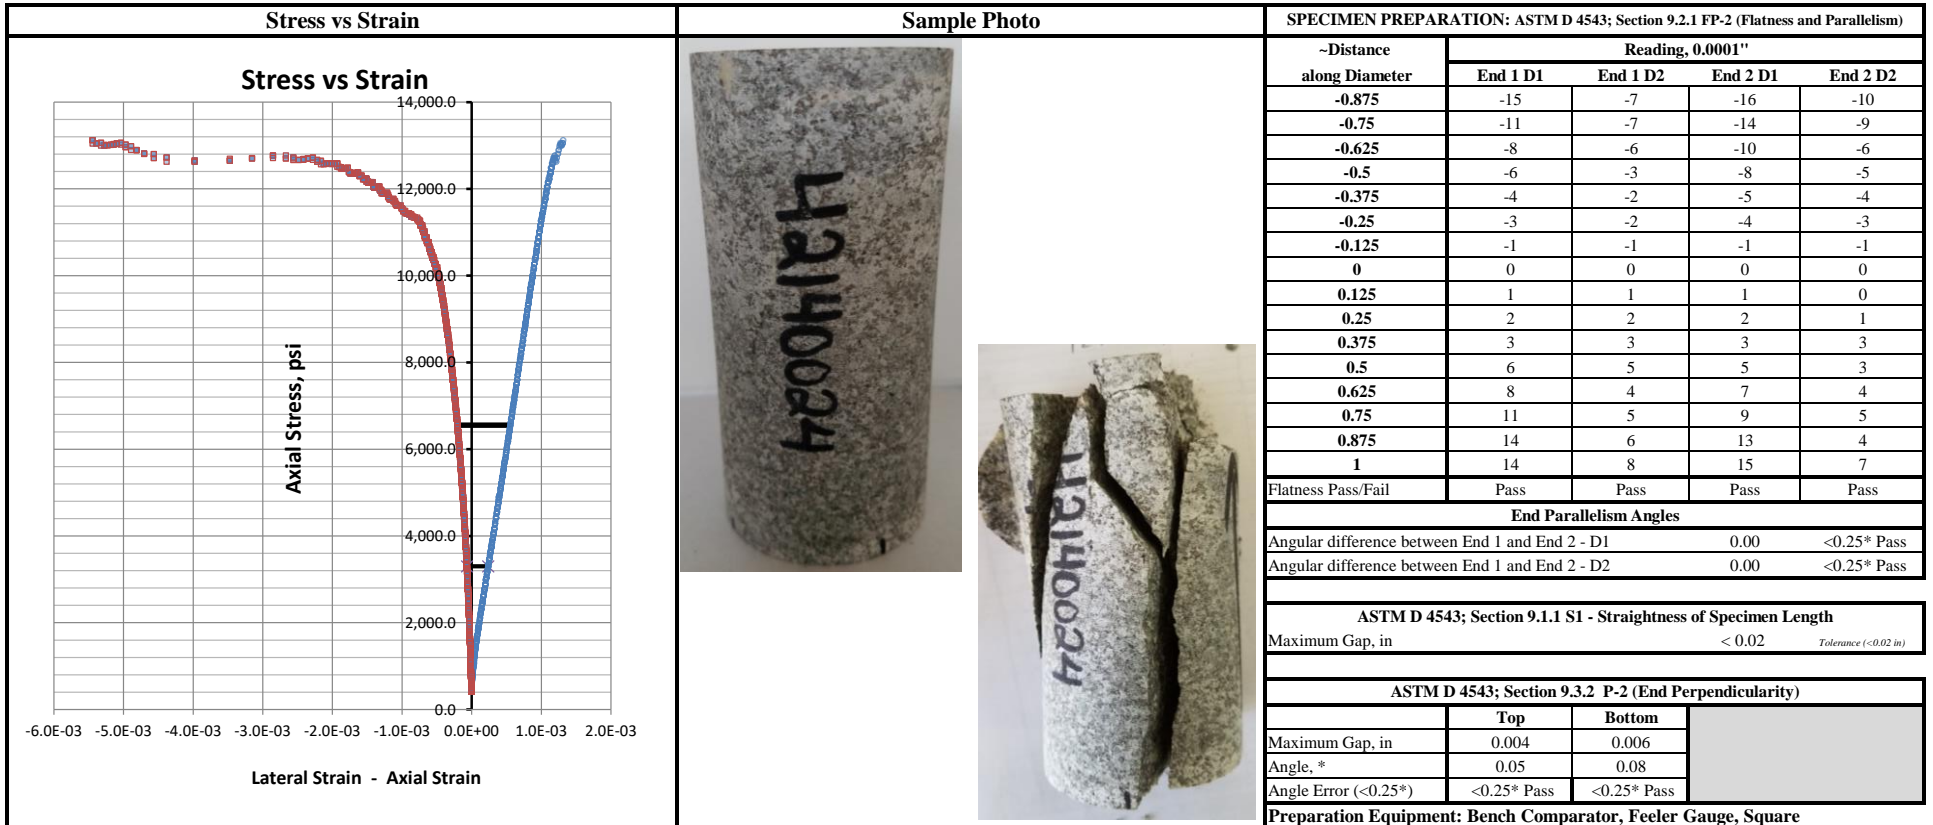 Stress vs Strain
Sample Photo
SPECIMEN PREPARATION: ASTM D 4543; Section 9.2.1 FP-2 (Flatness and Parallelism)
Stress vs Strain
14,000.0
12,000.0
10,000.0
8,000.0
6,000.0
4,000.0
2,000.0
0.0
Axial Stress, psi
-6.0E-03 -5.0E-03 -4.0E-03 -3.0E-03 -2.0E-03 -1.0E-03 0.0E+00 1.0E-03 2.0E-03
Lateral Strain - Axial Strain
42140024
42140024
~Distance Reading, 0.0001"
along Diameter End 1 D1 End 1 D2 End 2 D1 End 2 D2
-0.875 -15 -7 -16 -10
-0.75 -11 -7 -14 -9
-0.625 -8 -6 -10 -6
-0.5 -6 -3 -8 -5
-0.375 -4 -2 -5 -4
-0.25 -3 -2 -4 -3
-0.125 -1 -1 -1 -1
0 0 0 0 0
0.125 1 1 1 0
0.25 2 2 2 1
0.375 3 3 3 3
0.5 6 5 5 3
0.625 8 4 7 4
0.75 11 5 9 5
0.875 14 6 13 4
1 14 8 15 7
Flatness Pass/Fail Pass Pass Pass Pass
End Parallelism Angles
Angular difference between End 1 and End 2 - D1 0.00 <0.25* Pass
Angular difference between End 1 and End 2 - D2 0.00 <0.25* Pass
ASTM D 4543; Section 9.1.1 S1 - Straightness of Specimen Length
Maximum Gap, in < 0.02 Tolerance (<0.02 in)
ASTM D 4543; Section 9.3.2 P-2 (End Perpendicularity)
Top Bottom
Maximum Gap, in 0.004 0.006
Angle, * 0.05 0.08
Angle Error (<0.25*) <0.25* Pass <0.25* Pass
Preparation Equipment: Bench Comparator, Feeler Gauge, Square